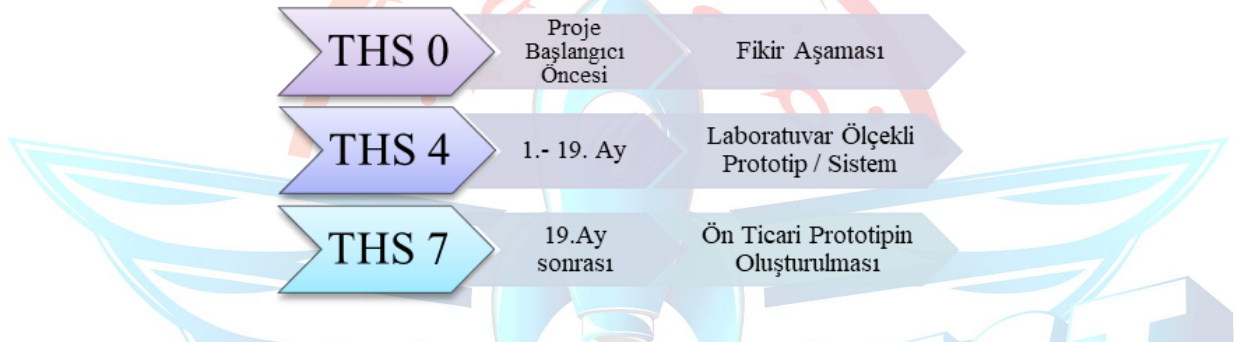 THS 0
Proje
Başlangıcı
Öncesi
Fikir Aşaması
THS 4
1.- 19. Ay
Laboratuvar Ölçekli
Prototip / Sistem
THS 7
19.Ay
sonrası
Ön Ticari Prototipin
Oluşturulması